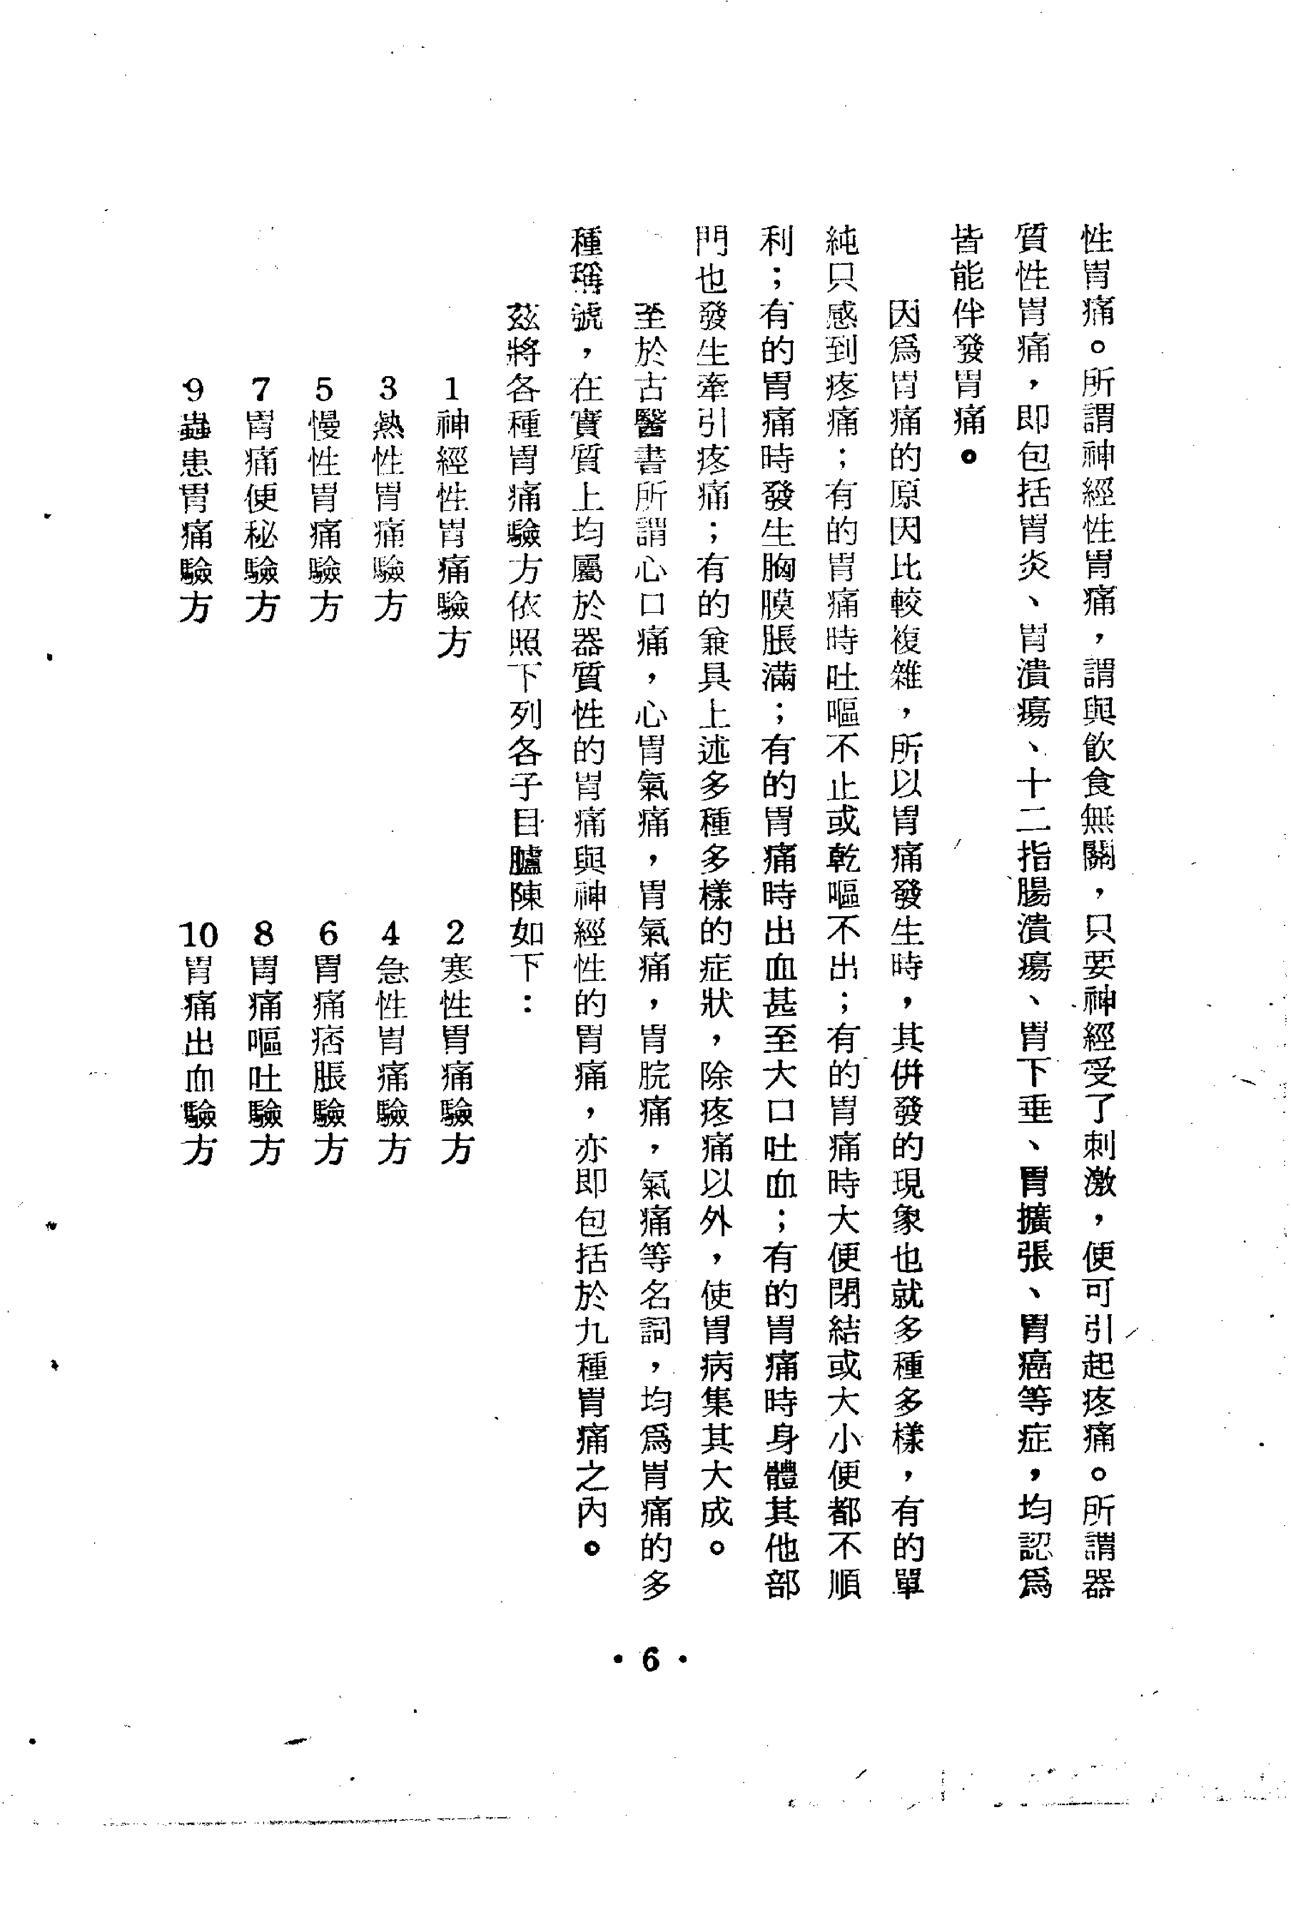 性胃痛。所謂神經性胃痛，謂與飲食無關，只要神經受了刺激，便可引起疼痛。所謂器
質性胃痛，卽包括胃炎、胃潰瘍、十二指腸潰瘍、胃下垂、胃擴張、胃癌等症，均認爲
皆能伴發胃痛。
因爲胃痛的原因比較複雜，所以胃痛發生時，其併發的現象也就多種多樣，有的單
純只感到疼痛；有的胃痛時吐嘔不止或乾嘔不出；有的胃痛時大便閉結或大小便都不順
利；有的胃痛時發生胸膜脹滿；有的胃痛時出血甚至大口吐血；有的胃痛時身體其他部
門也發生牽引疼痛；有的兼具上述多種多樣的症狀，除疼痛以外，使胃病集其大成。
至於古醫書所謂心口痛，心胃氣痛，胃氣痛，胃脘痛，氣痛等名詞，均爲胃痛的多
種稱號，在實質上均屬於器質性的胃痛與神經性的胃痛，亦卽包括於九種胃痛之內。
茲將各種胃痛驗方依照下列各子目臚陳如下：
1神經性胃痛驗方
2寒性胃痛驗方
3熱性胃痛驗方
4急性胃痛驗方
5慢性胃痛驗方
6胃痛痞脹驗方
7胃痛便秘驗方
8胃痛嘔吐驗方
9蟲患胃痛驗方
10胃痛出血驗方
·6·